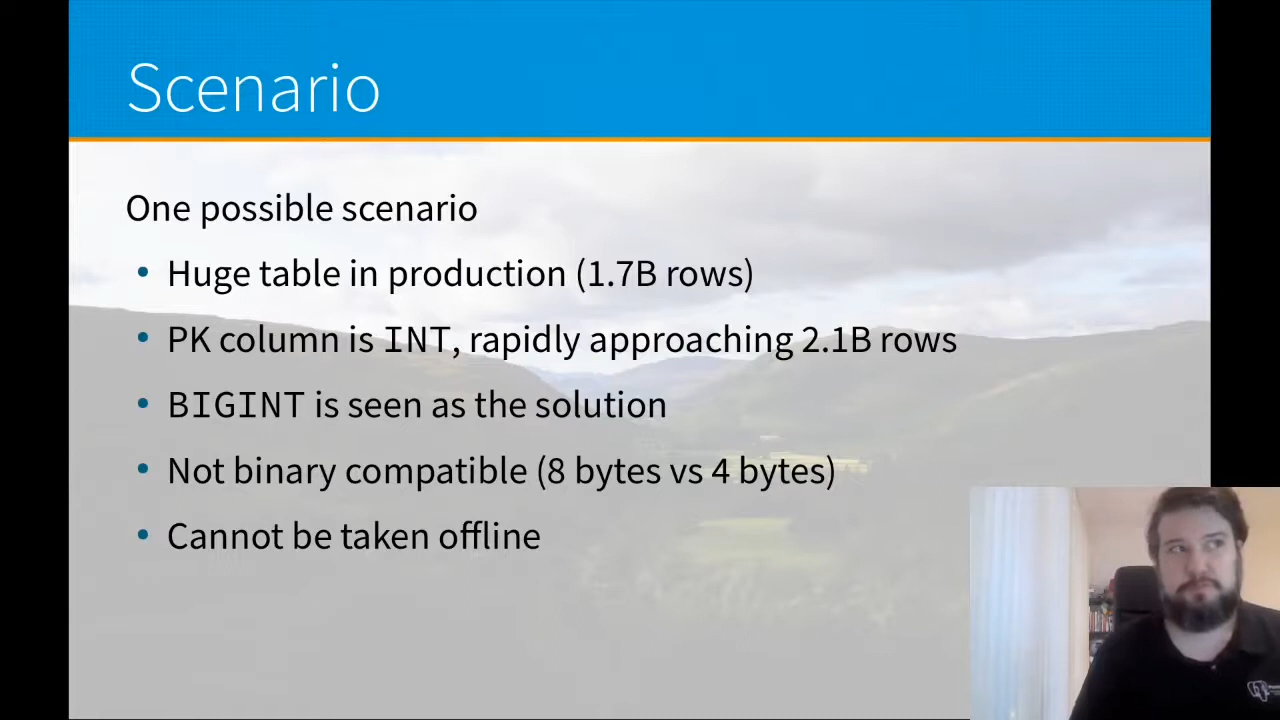 Scenario
One possible scenario
• Huge table in production (1.7B rows)
• PK column is INT, rapidly approaching 2.1B rows
• BIGINT is seen as the solution
• Not binary compatible (8 bytes vs 4 bytes)
• Cannot be taken offline